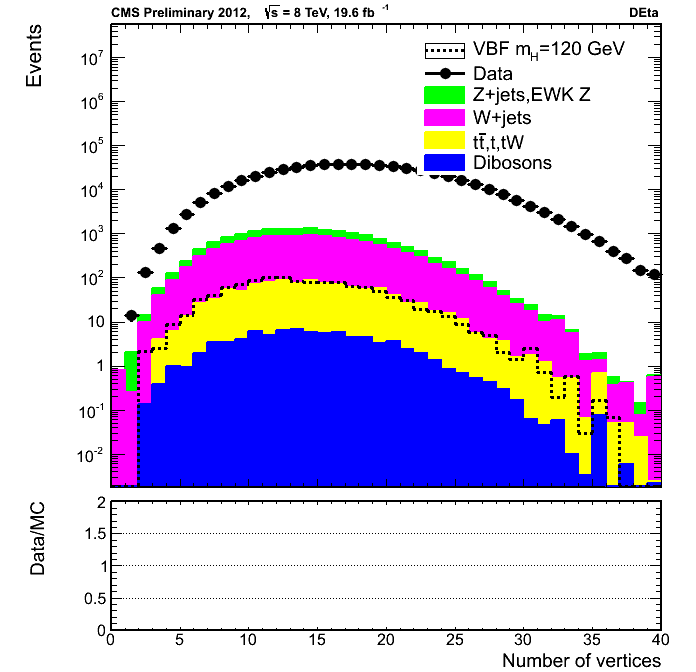 CMS Preliminary 2012, √s = 8 TeV, 19.6 fb⁻¹ DEta
Events
10⁷
10⁶
10⁵
10⁴
10³
10²
10
1
10⁻¹
10⁻²
VBF m_H=120 GeV
Data
Z+jets,EWK Z
W+jets
tt̄,t,tW
Dibosons
Data/MC
2
1.5
1
0.5
0
0 5 10 15 20 25 30 35 40
Number of vertices